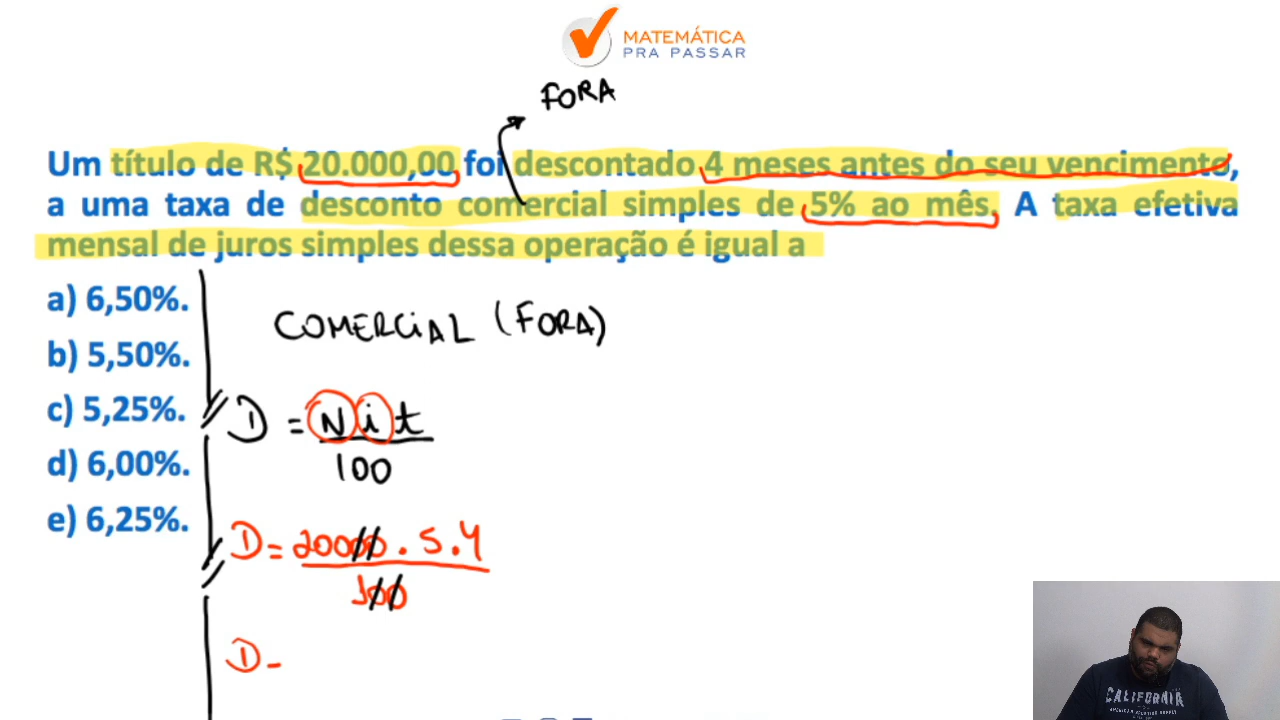 MATEMÁTICA
PRA PASSAR
FORA
Um título de R$ 20.000,00 foi descontado 4 meses antes do seu vencimento,
a uma taxa de desconto comercial simples de 5% ao mês. A taxa efetiva
mensal de juros simples dessa operação é igual a
a) 6,50%.
b) 5,50%.
c) 5,25%.
d) 6,00%.
e) 6,25%.
COMERCiAL (FORA)
D = Nit
100
D = 20000 . 5 . 4
100
D =
CALIFORNIA